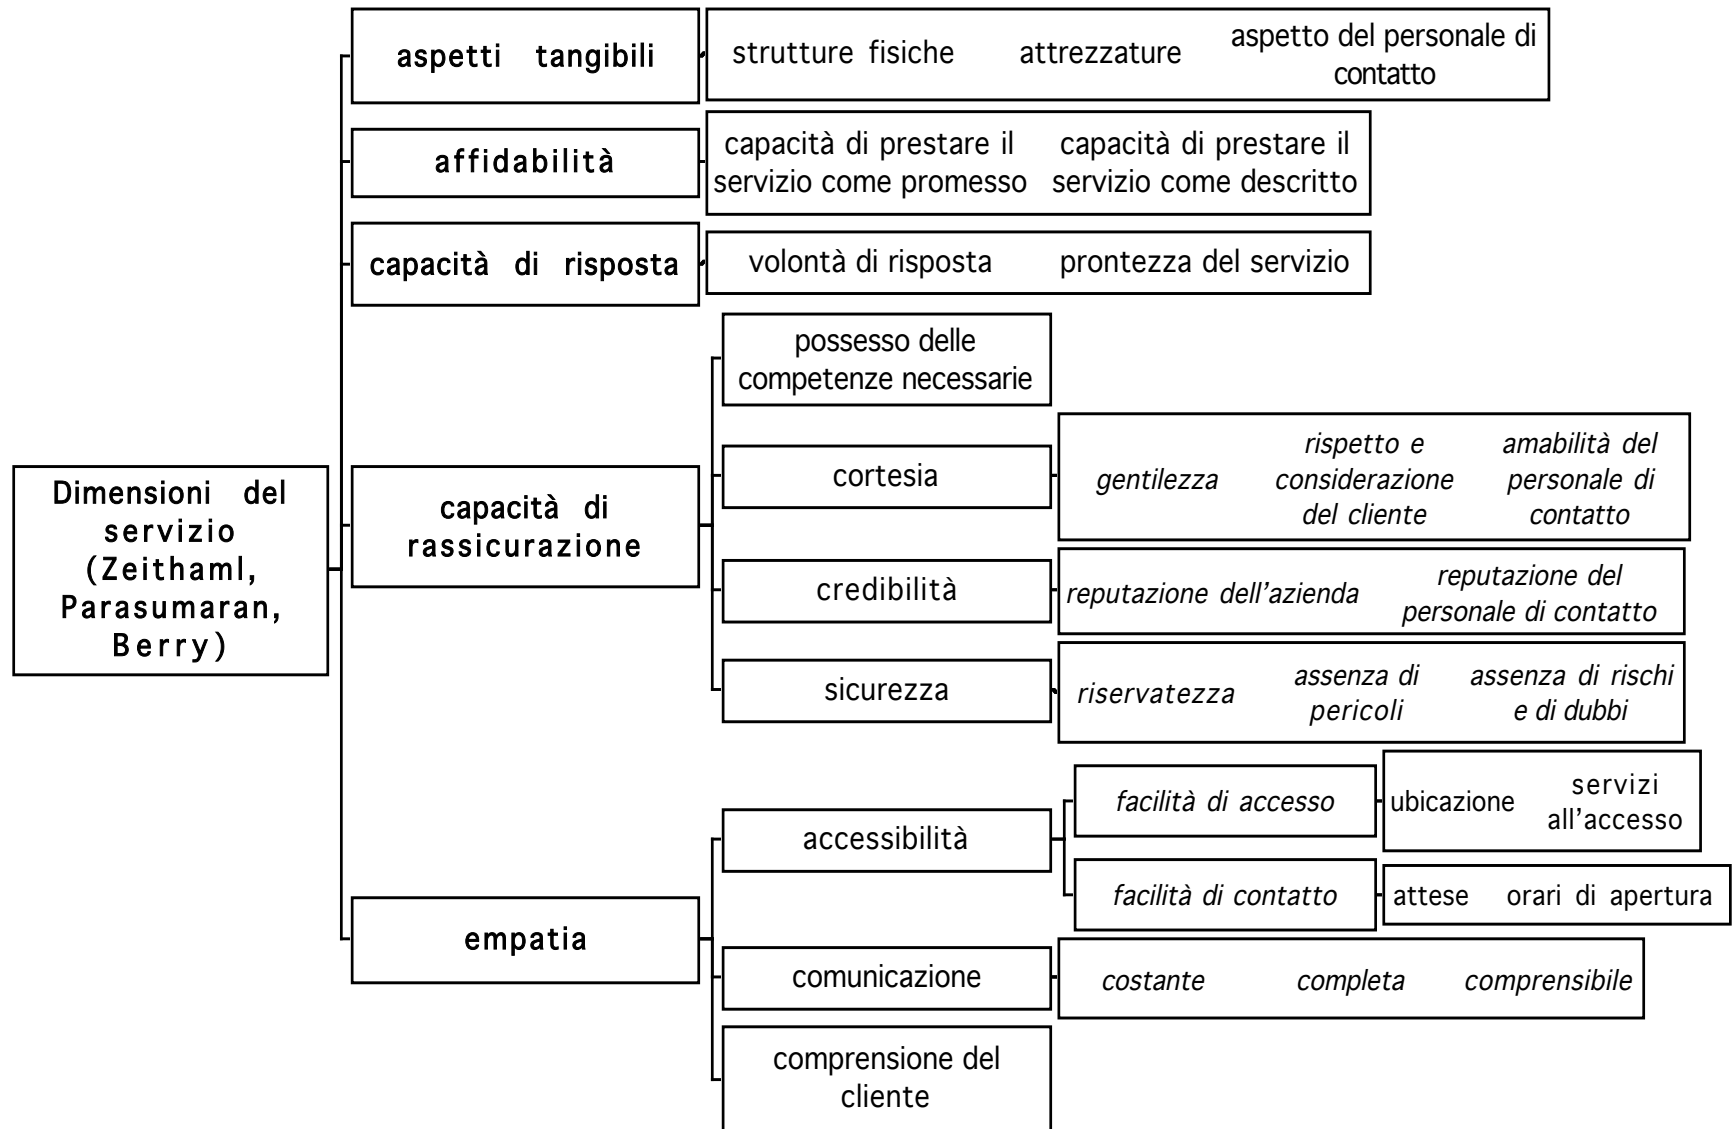 aspetti tangibili
strutture fisiche
attrezzature
aspetto del personale di
contatto
affidabilità
capacità di prestare il
servizio come promesso
capacità di prestare il
servizio come descritto
capacità di risposta
volontà di risposta
prontezza del servizio
Dimensioni del
servizio
(Zeithaml,
Parasumaran,
Berry)
capacità di
rassicurazione
possesso delle
competenze necessarie
cortesia
gentilezza
rispetto e
considerazione
del cliente
amabilità del
personale di
contatto
credibilità
reputazione dell'azienda
reputazione del
personale di contatto
sicurezza
riservatezza
assenza di
pericoli
assenza di rischi
e di dubbi
empatia
accessibilità
facilità di accesso
ubicazione
servizi
all'accesso
facilità di contatto
attese
orari di apertura
comunicazione
costante
completa
comprensibile
comprensione del
cliente